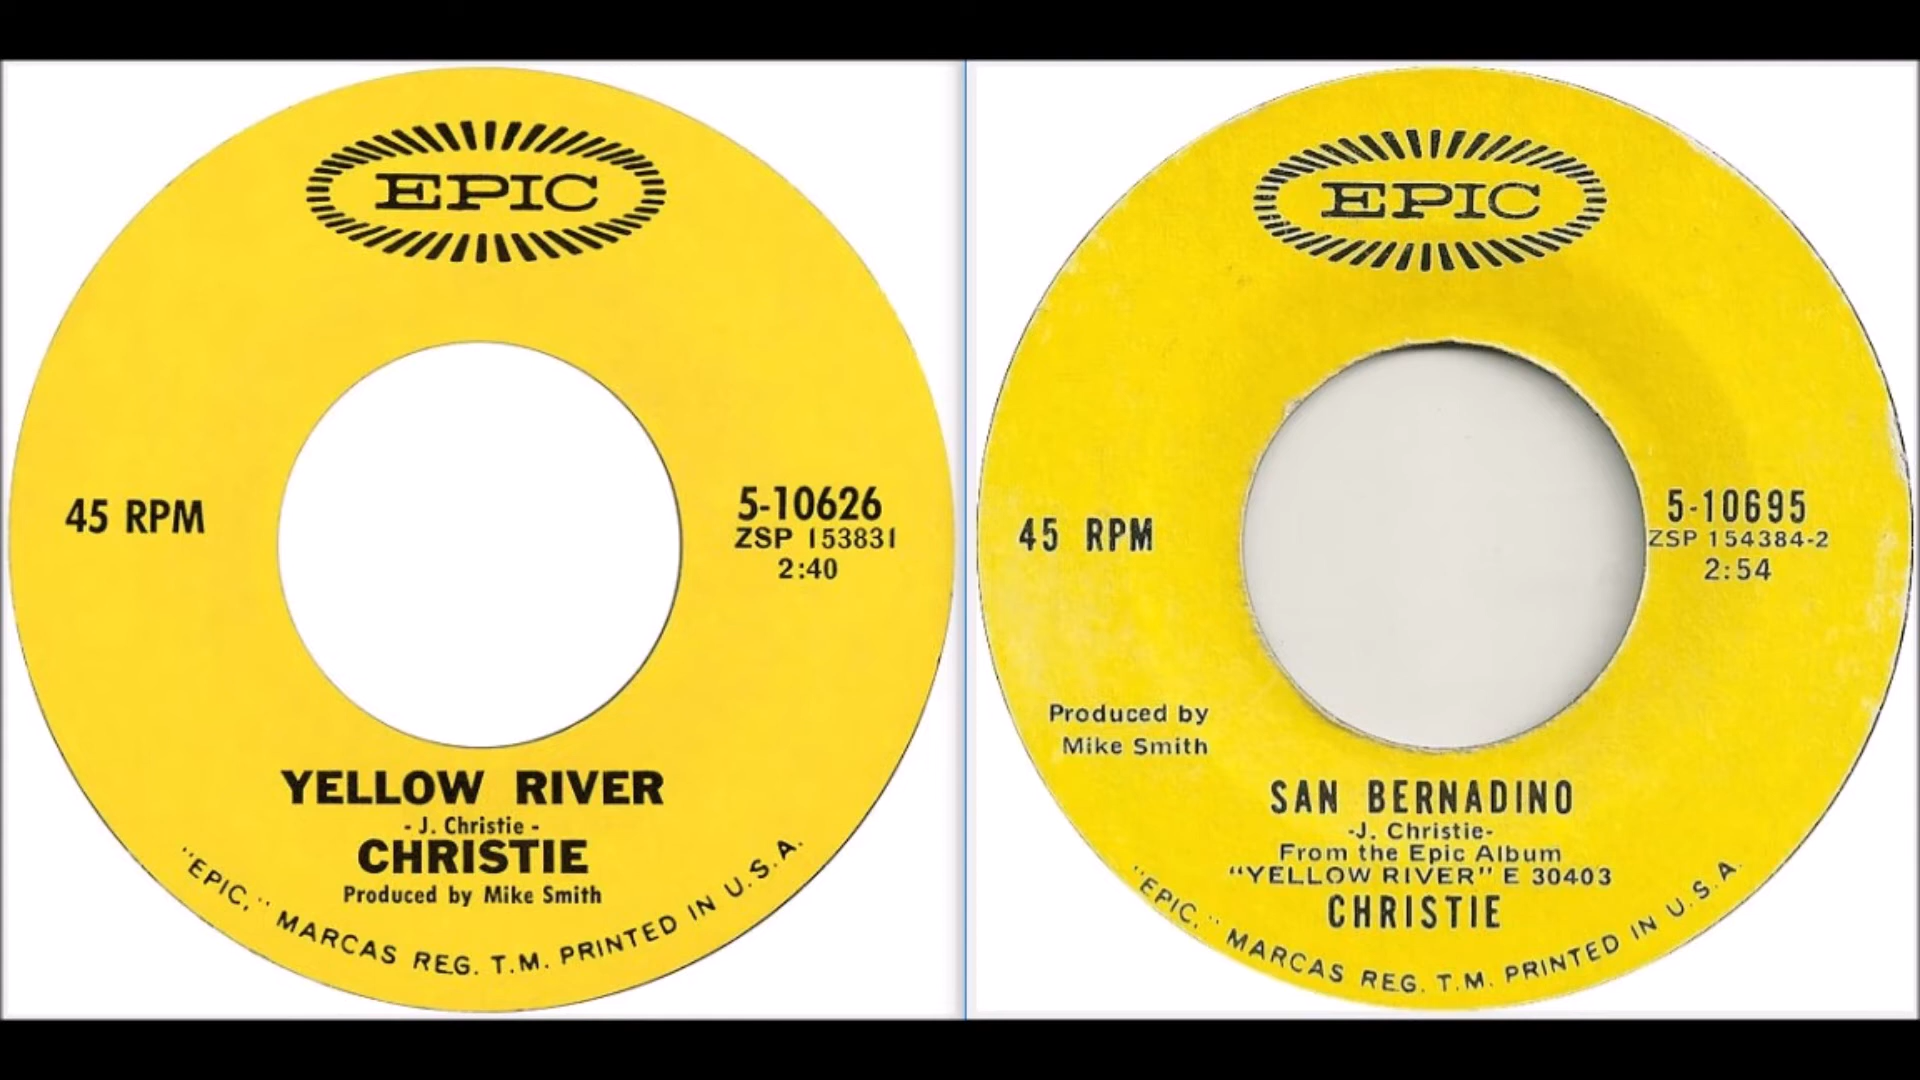 EPIC
45 RPM
5-10626
ZSP 153831
2:40
YELLOW RIVER
- J. Christie -
CHRISTIE
Produced by Mike Smith
"EPIC," MARCAS REG. T.M. PRINTED IN U.S.A.
EPIC
45 RPM
5-10695
ZSP 154384-2
2:54
Produced by
Mike Smith
SAN BERNADINO
-J. Christie-
From the Epic Album
"YELLOW RIVER" E 30403
CHRISTIE
"EPIC," MARCAS REG. T.M. PRINTED IN U.S.A.